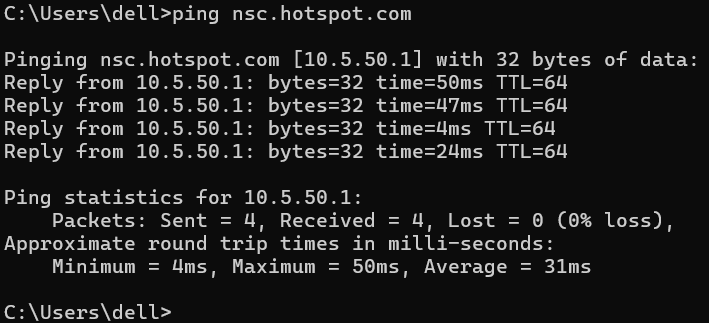 C:\Users\dell>ping nsc.hotspot.com
Pinging nsc.hotspot.com [10.5.50.1] with 32 bytes of data:
Reply from 10.5.50.1: bytes=32 time=50ms TTL=64
Reply from 10.5.50.1: bytes=32 time=47ms TTL=64
Reply from 10.5.50.1: bytes=32 time=4ms TTL=64
Reply from 10.5.50.1: bytes=32 time=24ms TTL=64
Ping statistics for 10.5.50.1:
    Packets: Sent = 4, Received = 4, Lost = 0 (0% loss),
Approximate round trip times in milli-seconds:
    Minimum = 4ms, Maximum = 50ms, Average = 31ms
C:\Users\dell>